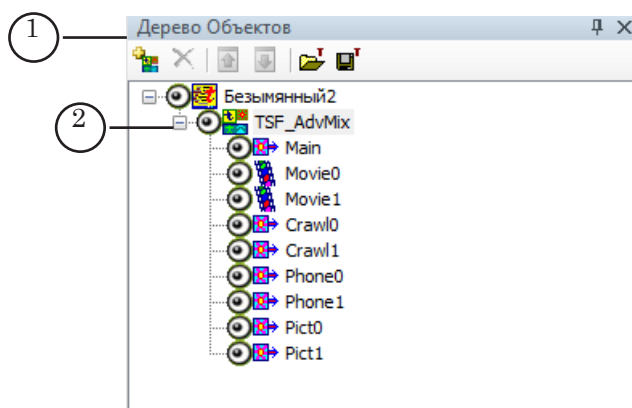 1
Дерево Объектов
Безымянный2
2
TSF_AdvMix
Main
Movie0
Movie1
Crawl0
Crawl1
Phone0
Phone1
Pict0
Pict1